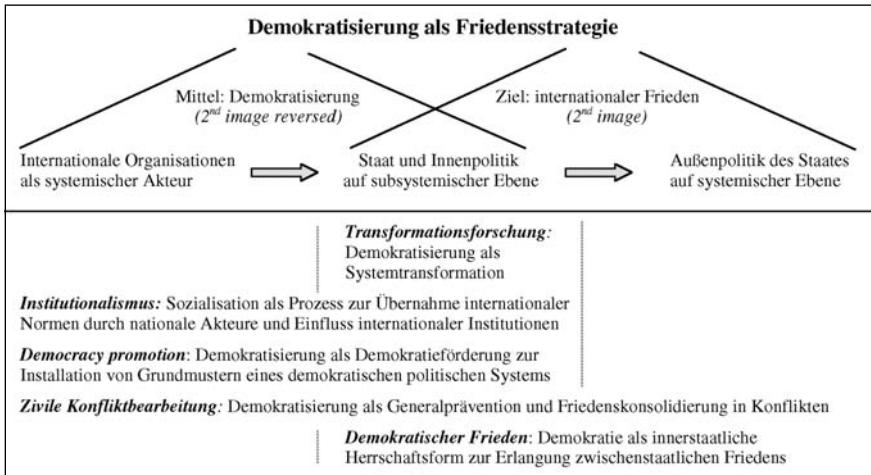 Demokratisierung als Friedensstrategie
Mittel: Demokratisierung
(2nd image reversed)
Ziel: internationaler Frieden
(2nd image)
Internationale Organisationen
als systemischer Akteur
Staat und Innenpolitik
auf subsystemischer Ebene
Außenpolitik des Staates
auf systemischer Ebene
Transformationsforschung:
Demokratisierung als
Systemtransformation
Institutionalismus: Sozialisation als Prozess zur Übernahme internationaler
Normen durch nationale Akteure und Einfluss internationaler Institutionen
Democracy promotion: Demokratisierung als Demokratieförderung zur
Installation von Grundmustern eines demokratischen politischen Systems
Zivile Konfliktbearbeitung: Demokratisierung als Generalprävention und Friedenskonsolidierung in Konflikten
Demokratischer Frieden: Demokratie als innerstaatliche
Herrschaftsform zur Erlangung zwischenstaatlichen Friedens